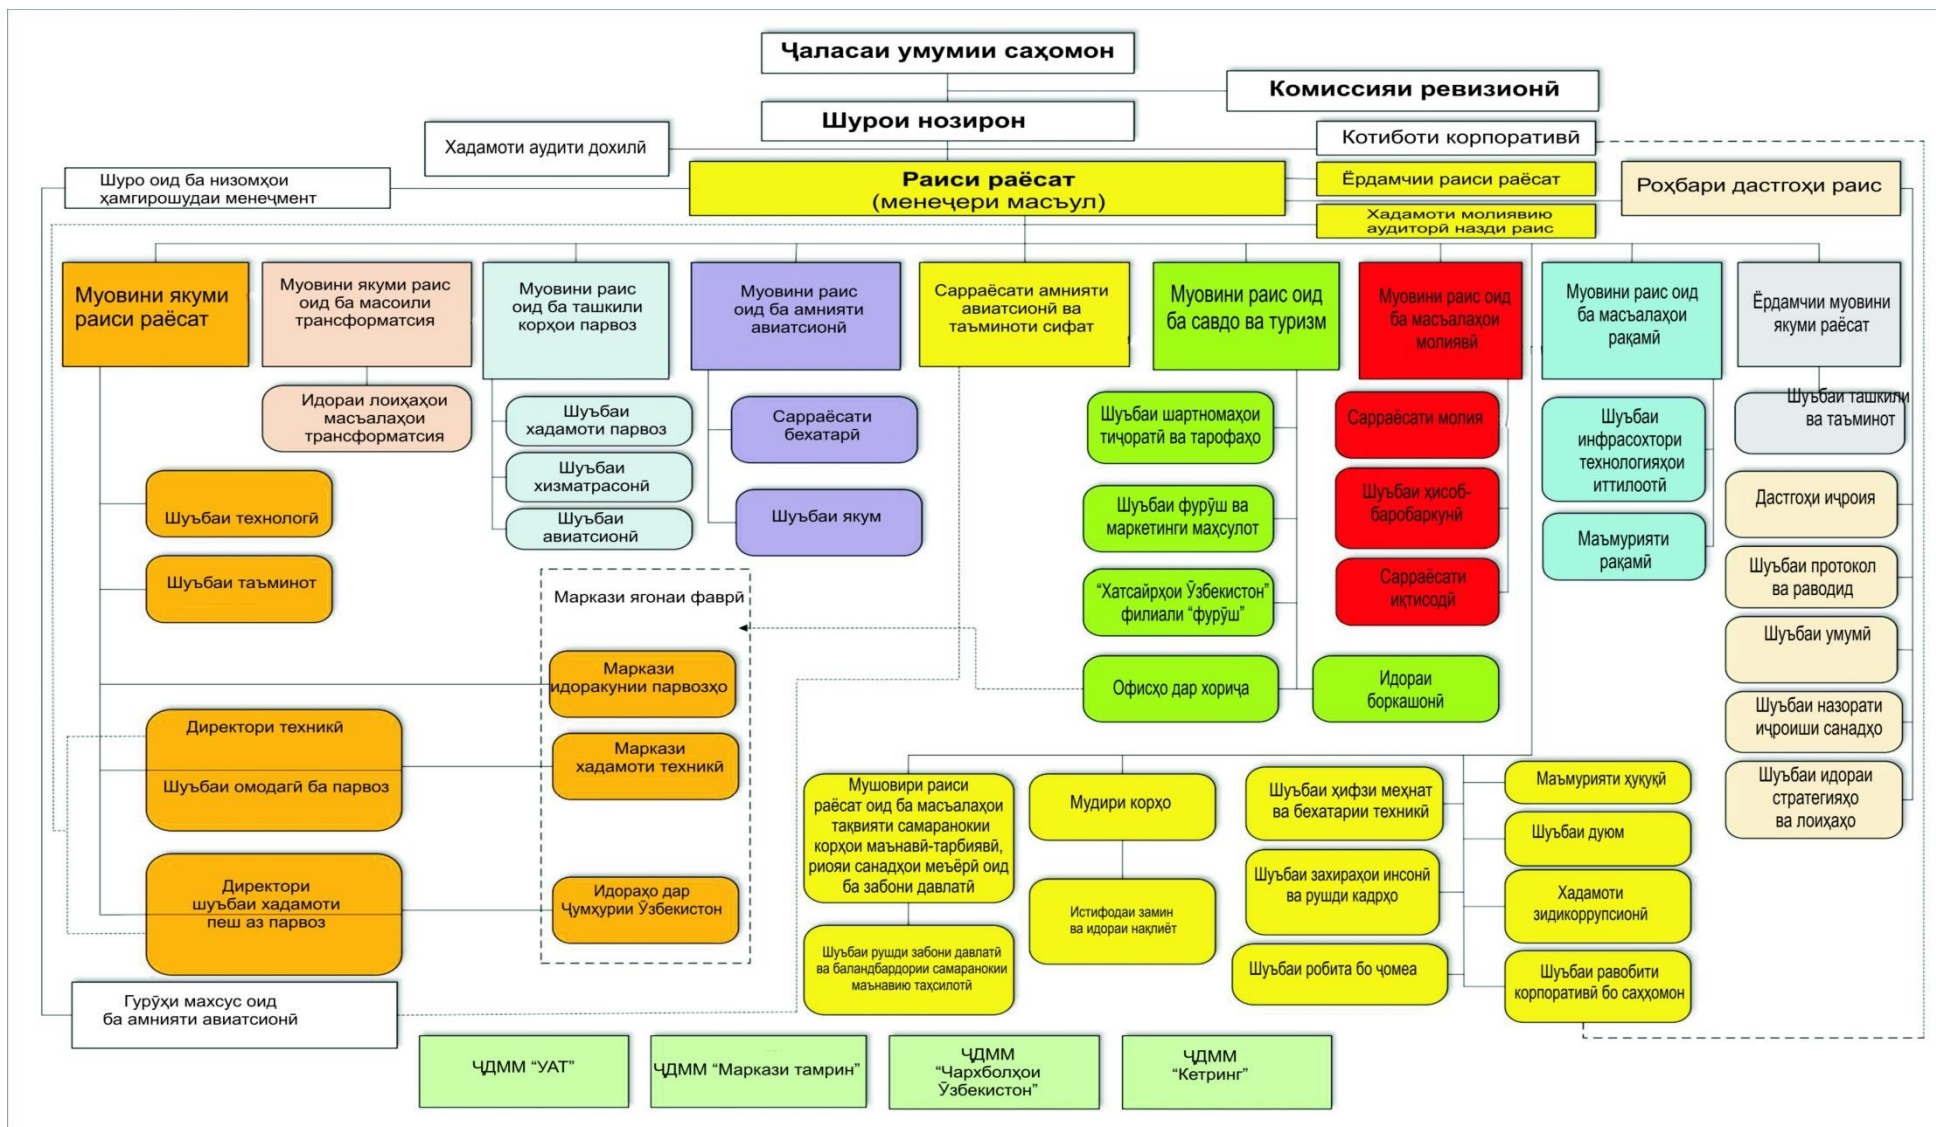 Ҷаласаи умумии саҳомон
Комиссияи ревизионӣ
Шурои нозирон
Хадамоти аудити дохилӣ
Котиботи корпоративӣ
Шуро оид ба низомҳои
ҳамгирошудаи менеҷмент
Раиси раёсат
(менеҷери масъул)
Ёрдамчии раиси раёсат
Роҳбари дастгоҳи раис
Хадамоти молиявию
аудиторӣ назди раис
Муовини якуми
раиси раёсат
Муовини якуми раис
оид ба масоили
трансформатсия
Муовини раис
оид ба ташкили
корҳои парвоз
Муовини раис
оид ба амнияти
авиатсионӣ
Сарраёсати амнияти
авиатсионӣ ва
таъминоти сифат
Муовини раис оид
ба савдо ва туризм
Муовини раис оид
ба масъалаҳои
молиявӣ
Муовини раис оид
ба масъалаҳои
рақамӣ
Ёрдамчии муовини
якуми раёсат
Идораи лоиҳаҳои
масъалаҳои
трансформатсия
Шуъбаи
хадамоти парвоз
Шуъбаи
хизматрасонӣ
Шуъбаи
авиатсионӣ
Сарраёсати
бехатарӣ
Шуъбаи якум
Шуъбаи шартномаҳои
тиҷоратӣ ва тарофаҳо
Шуъбаи фурӯш ва
маркетинги маҳсулот
“Хатсайрҳои Ӯзбекистон”
филиали “фурӯш”
Офисҳо дар хориҷа
Идораи
боркашонӣ
Сарраёсати молия
Шуъбаи ҳисоб-
баробаркунӣ
Сарраёсати
иқтисодӣ
Шуъбаи
инфрасохтори
технологияҳои
иттилоотӣ
Маъмурияти
рақамӣ
Шуъбаи ташкили
ва таъминот
Дастгоҳи иҷроия
Шуъбаи протокол
ва раводид
Шуъбаи умумӣ
Шуъбаи назорати
иҷроиши санадҳо
Шуъбаи идораи
стратегияҳо
ва лоиҳаҳо
Шуъбаи технологӣ
Шуъбаи таъминот
Маркази ягонаи фаврӣ
Маркази
идоракунии парвозҳо
Директори техникӣ
Шуъбаи омодагӣ ба парвоз
Маркази
хадамоти техникӣ
Директори
шуъбаи хадамоти
пеш аз парвоз
Идораҳо дар
Ҷумҳурии Ӯзбекистон
Гурӯҳи махсус оид
ба амнияти авиатсионӣ
Мушовири раиси
раёсат оид ба масъалаҳои
тақвияти самаранокии
корҳои маънавӣ-тарбиявӣ,
риояи санадҳои меъёрӣ оид
ба забони давлатӣ
Шуъбаи рушди забони давлатӣ
ва баландбардории самаранокии
маънавию таҳсилотӣ
Мудири корҳо
Истифодаи замин
ва идораи нақлиёт
Шуъбаи ҳифзи меҳнат
ва бехатарии техникӣ
Шуъбаи захираҳои инсонӣ
ва рушди кадрҳо
Шуъбаи робита бо ҷомеа
Маъмурияти ҳуқуқӣ
Шуъбаи дуюм
Хадамоти
зидикоррупсионӣ
Шуъбаи равобити
корпоративӣ бо саҳҳомон
ҶДММ “УАТ”
ҶДММ “Маркази тамрин”
ҶДММ
“Чархболҳои
Ӯзбекистон”
ҶДММ
“Кетринг”